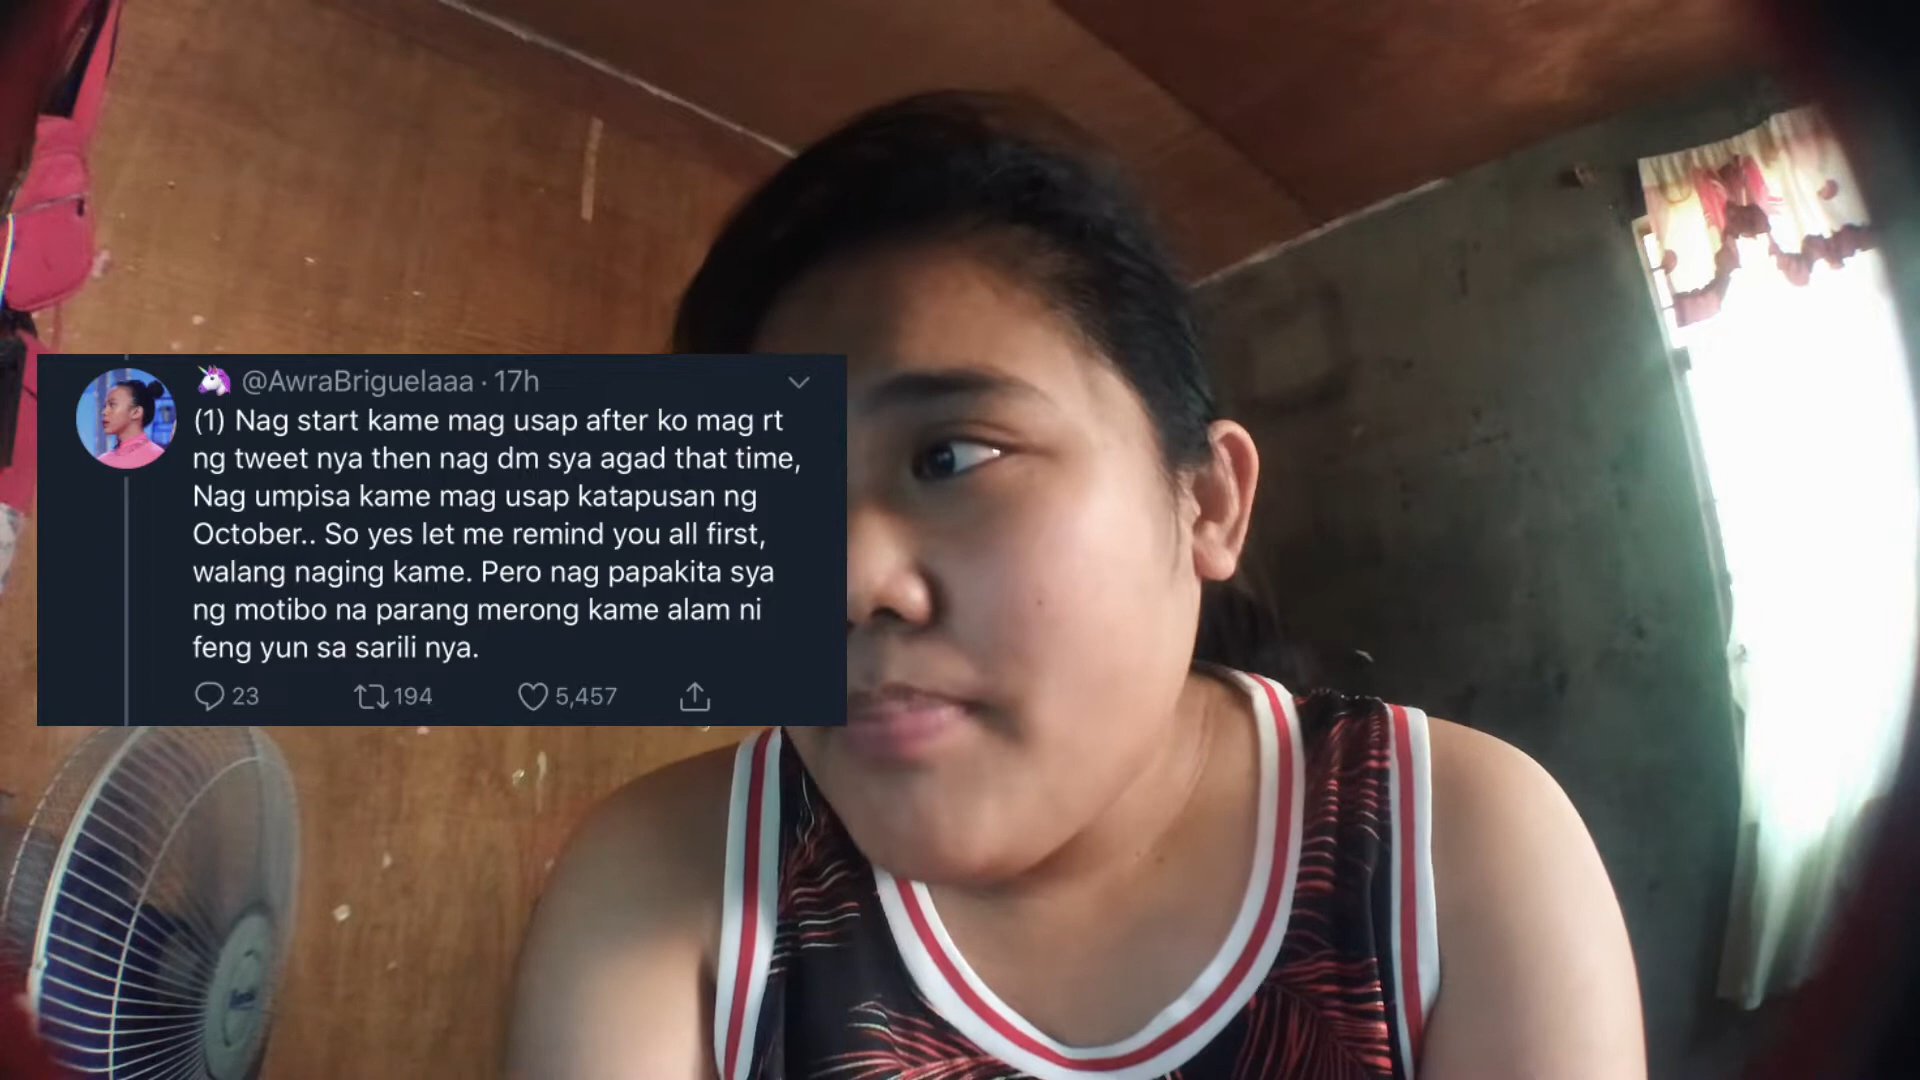 @AwraBriguelaaa · 17h
(1) Nag start kame mag usap after ko mag rt
ng tweet nya then nag dm sya agad that time,
Nag umpisa kame mag usap katapusan ng
October.. So yes let me remind you all first,
walang naging kame. Pero nag papakita sya
ng motibo na parang merong kame alam ni
feng yun sa sarili nya.
23 194 5,457